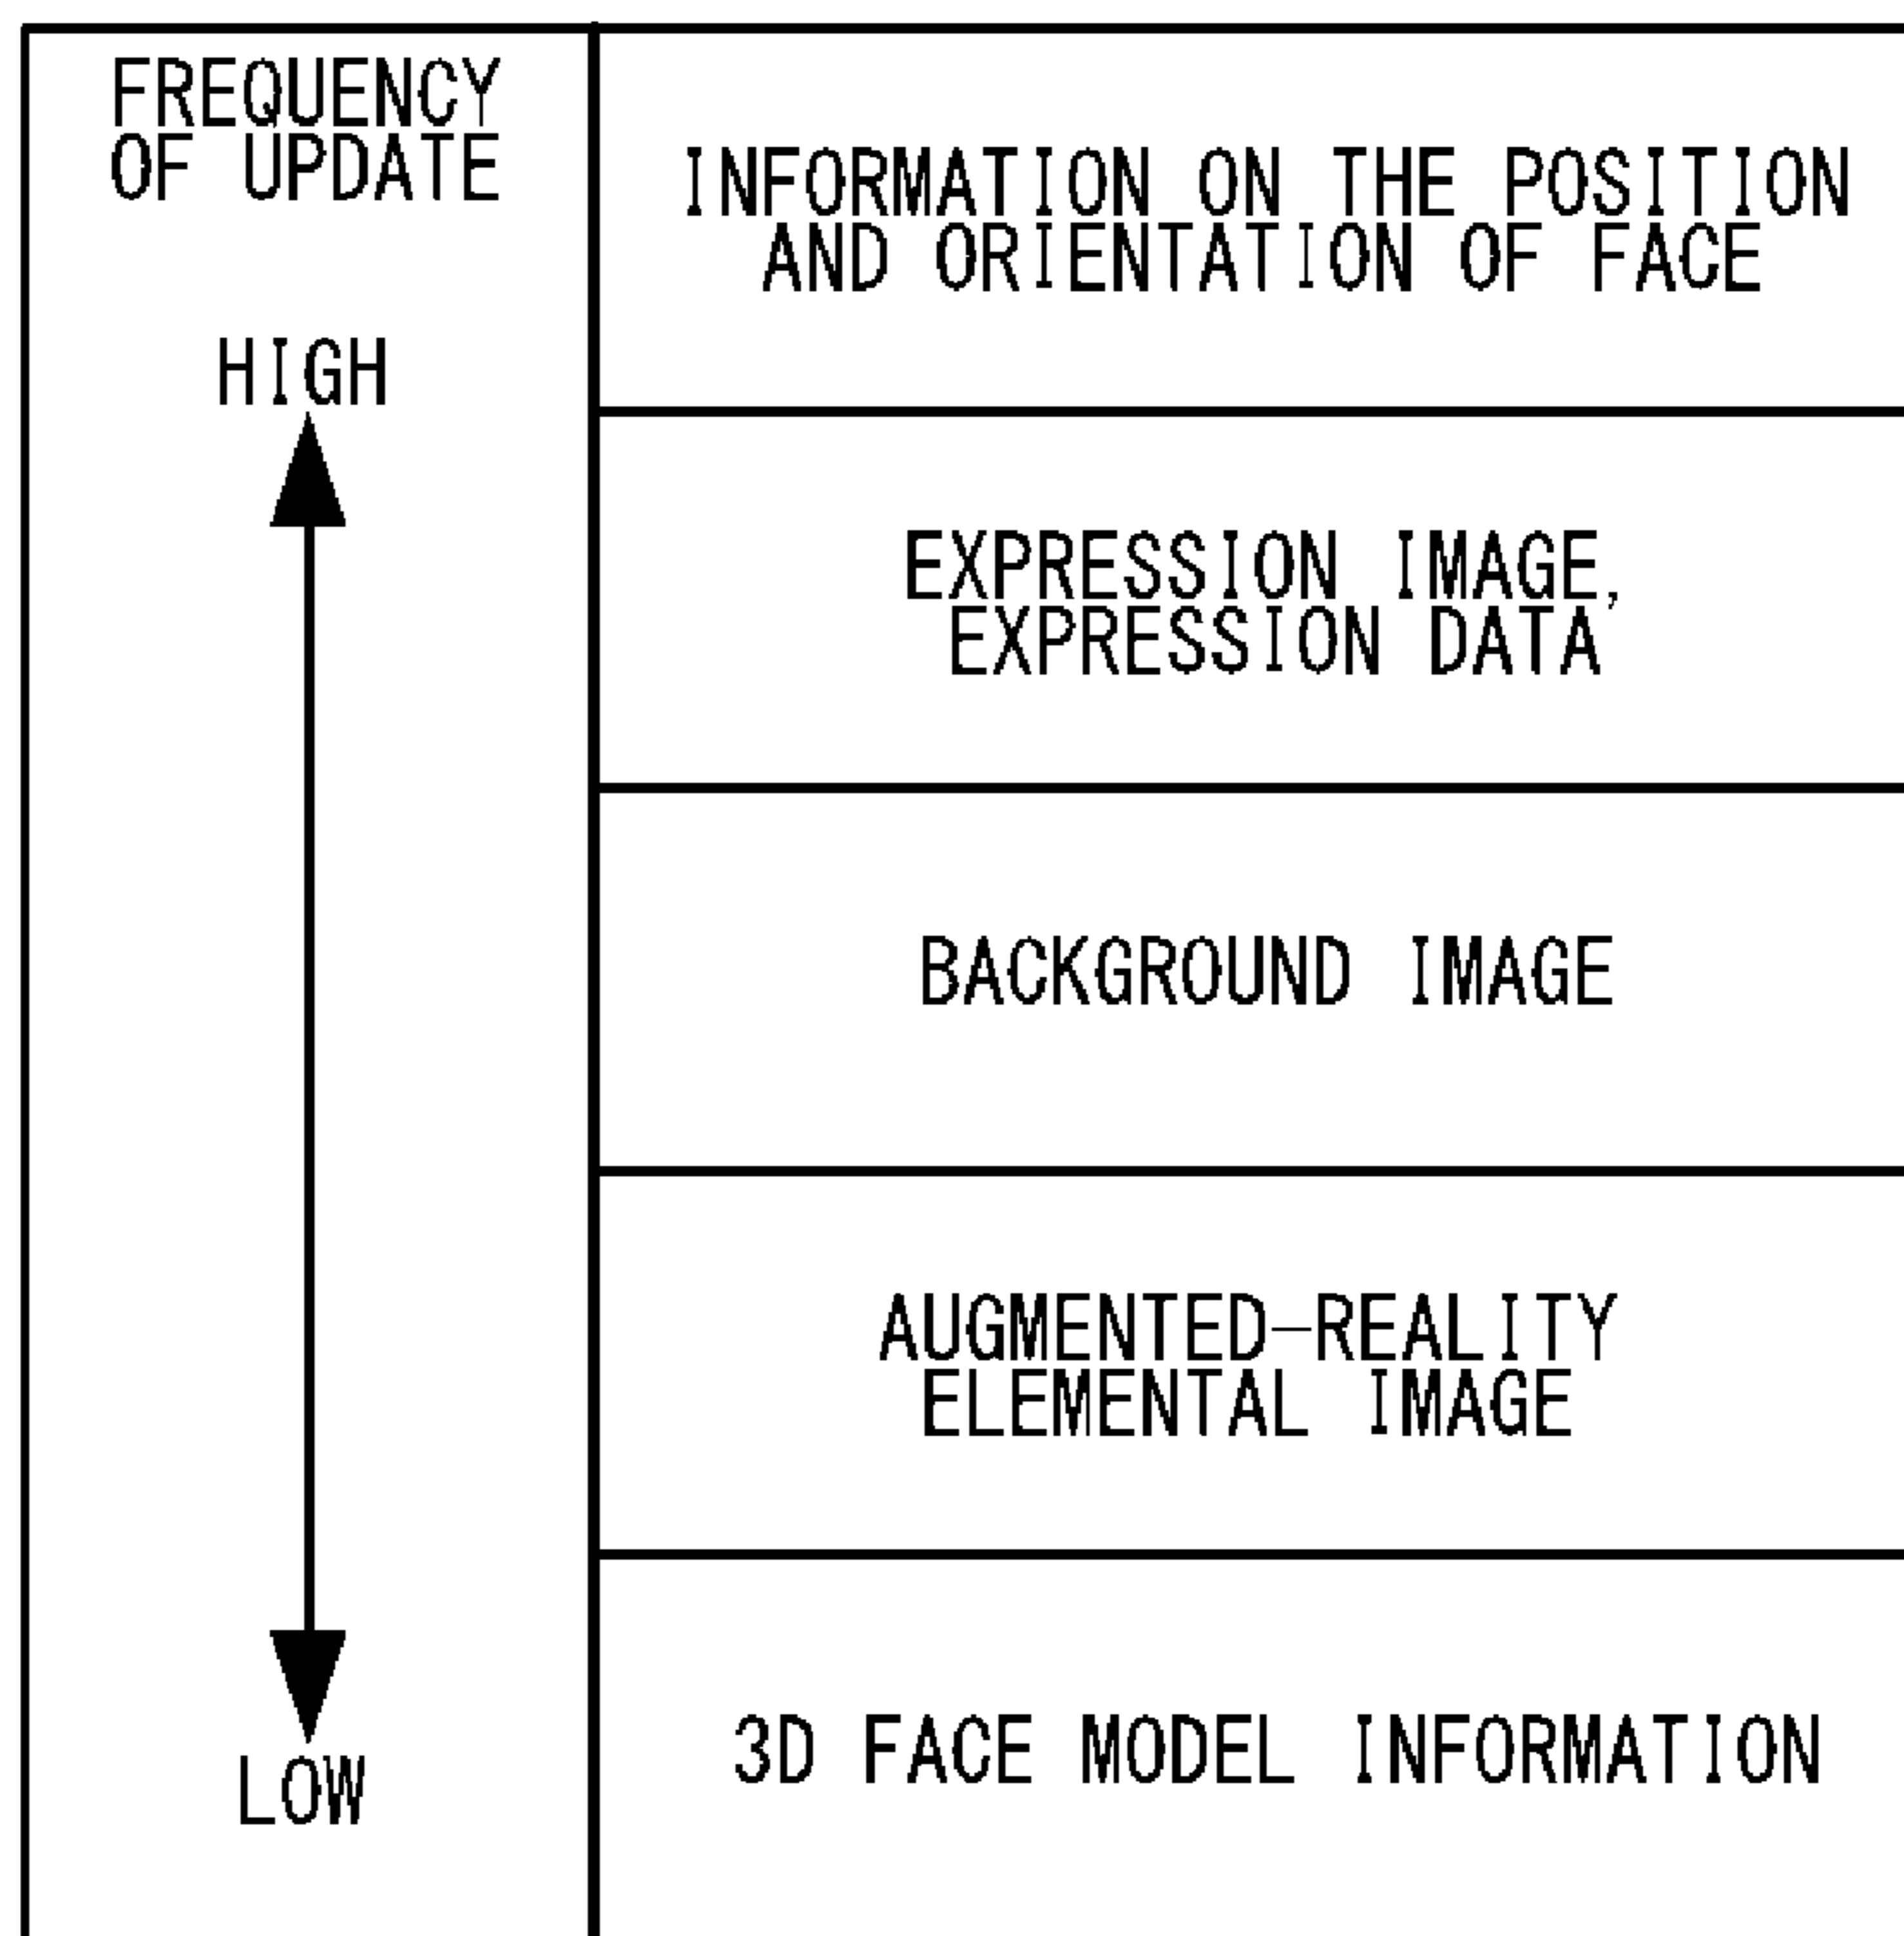 FREQUENCY
OF UPDATE
HIGH
LOW
INFORMATION ON THE POSITION
AND ORIENTATION OF FACE
EXPRESSION IMAGE,
EXPRESSION DATA
BACKGROUND IMAGE
AUGMENTED-REALITY
ELEMENTAL IMAGE
3D FACE MODEL INFORMATION